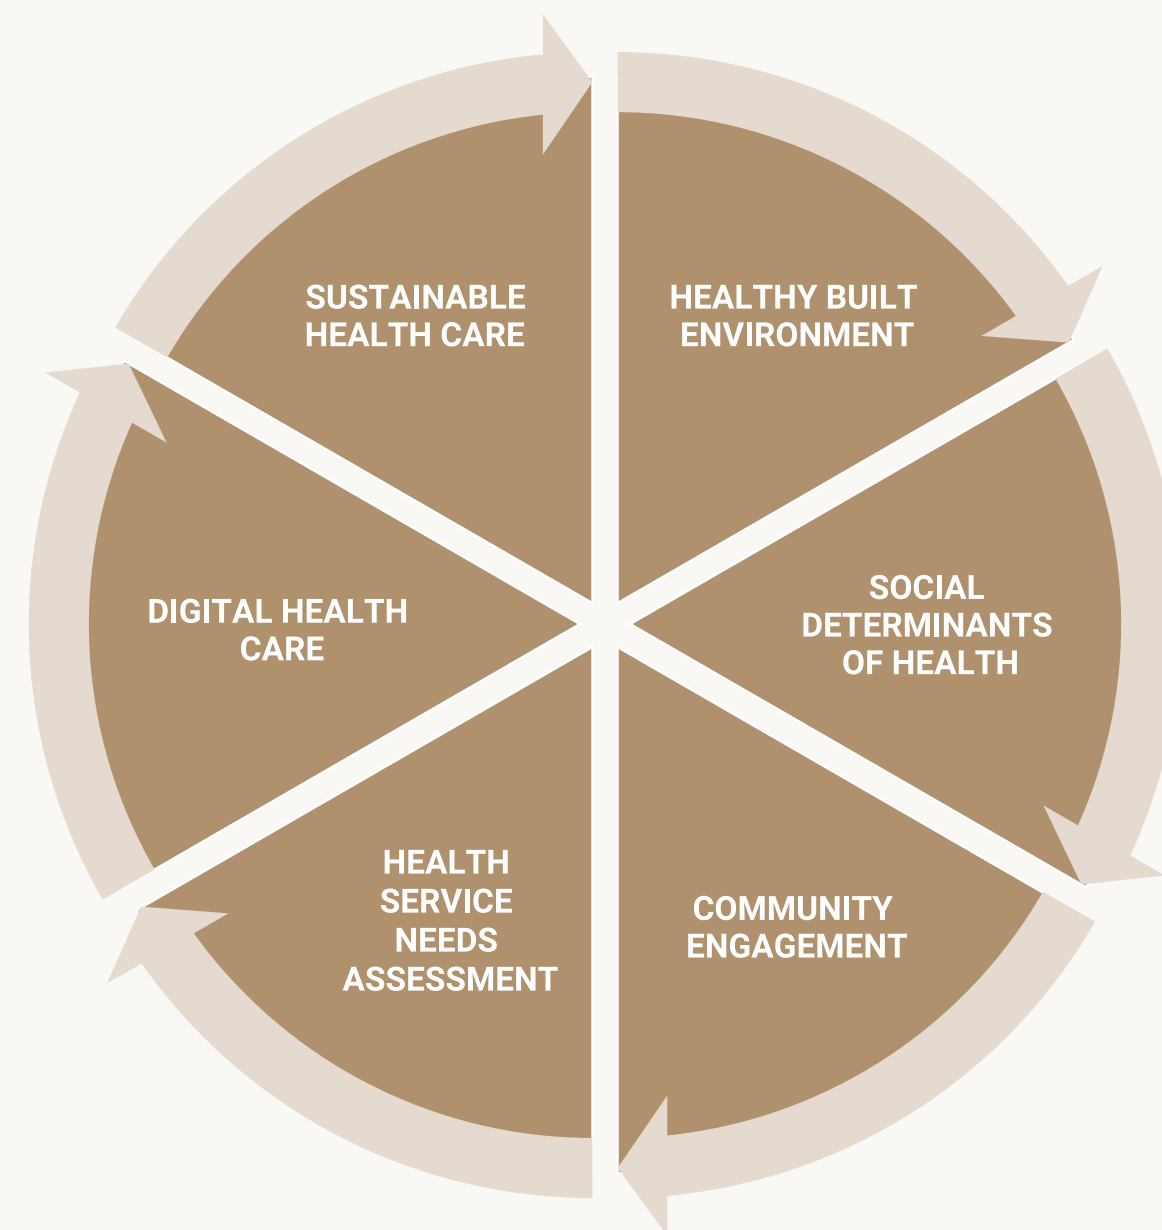 SUSTAINABLE
HEALTH CARE
HEALTHY BUILT
ENVIRONMENT
SOCIAL
DETERMINANTS
OF HEALTH
COMMUNITY
ENGAGEMENT
HEALTH
SERVICE
NEEDS
ASSESSMENT
DIGITAL HEALTH
CARE